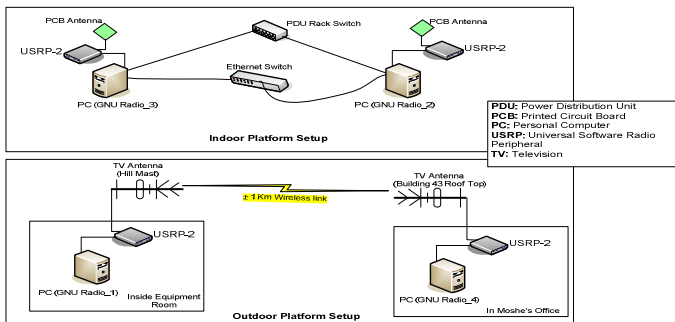 PCB Antenna
PDU Rack Switch
PCB Antenna
USRP-2
USRP-2
Ethernet Switch
PC (GNU Radio_3)
PC (GNU Radio_2)
Indoor Platform Setup
PDU: Power Distribution Unit
PCB: Printed Circuit Board
PC: Personal Computer
USRP: Universal Software Radio
Peripheral
TV: Television
TV Antenna
(Hill Mast)
TV Antenna
(Building 43 Roof Top)
± 1Km Wireless link
USRP-2
USRP-2
PC (GNU Radio_1)
Inside Equipment
Room
PC (GNU Radio_4)
In Moshe's Office
Outdoor Platform Setup